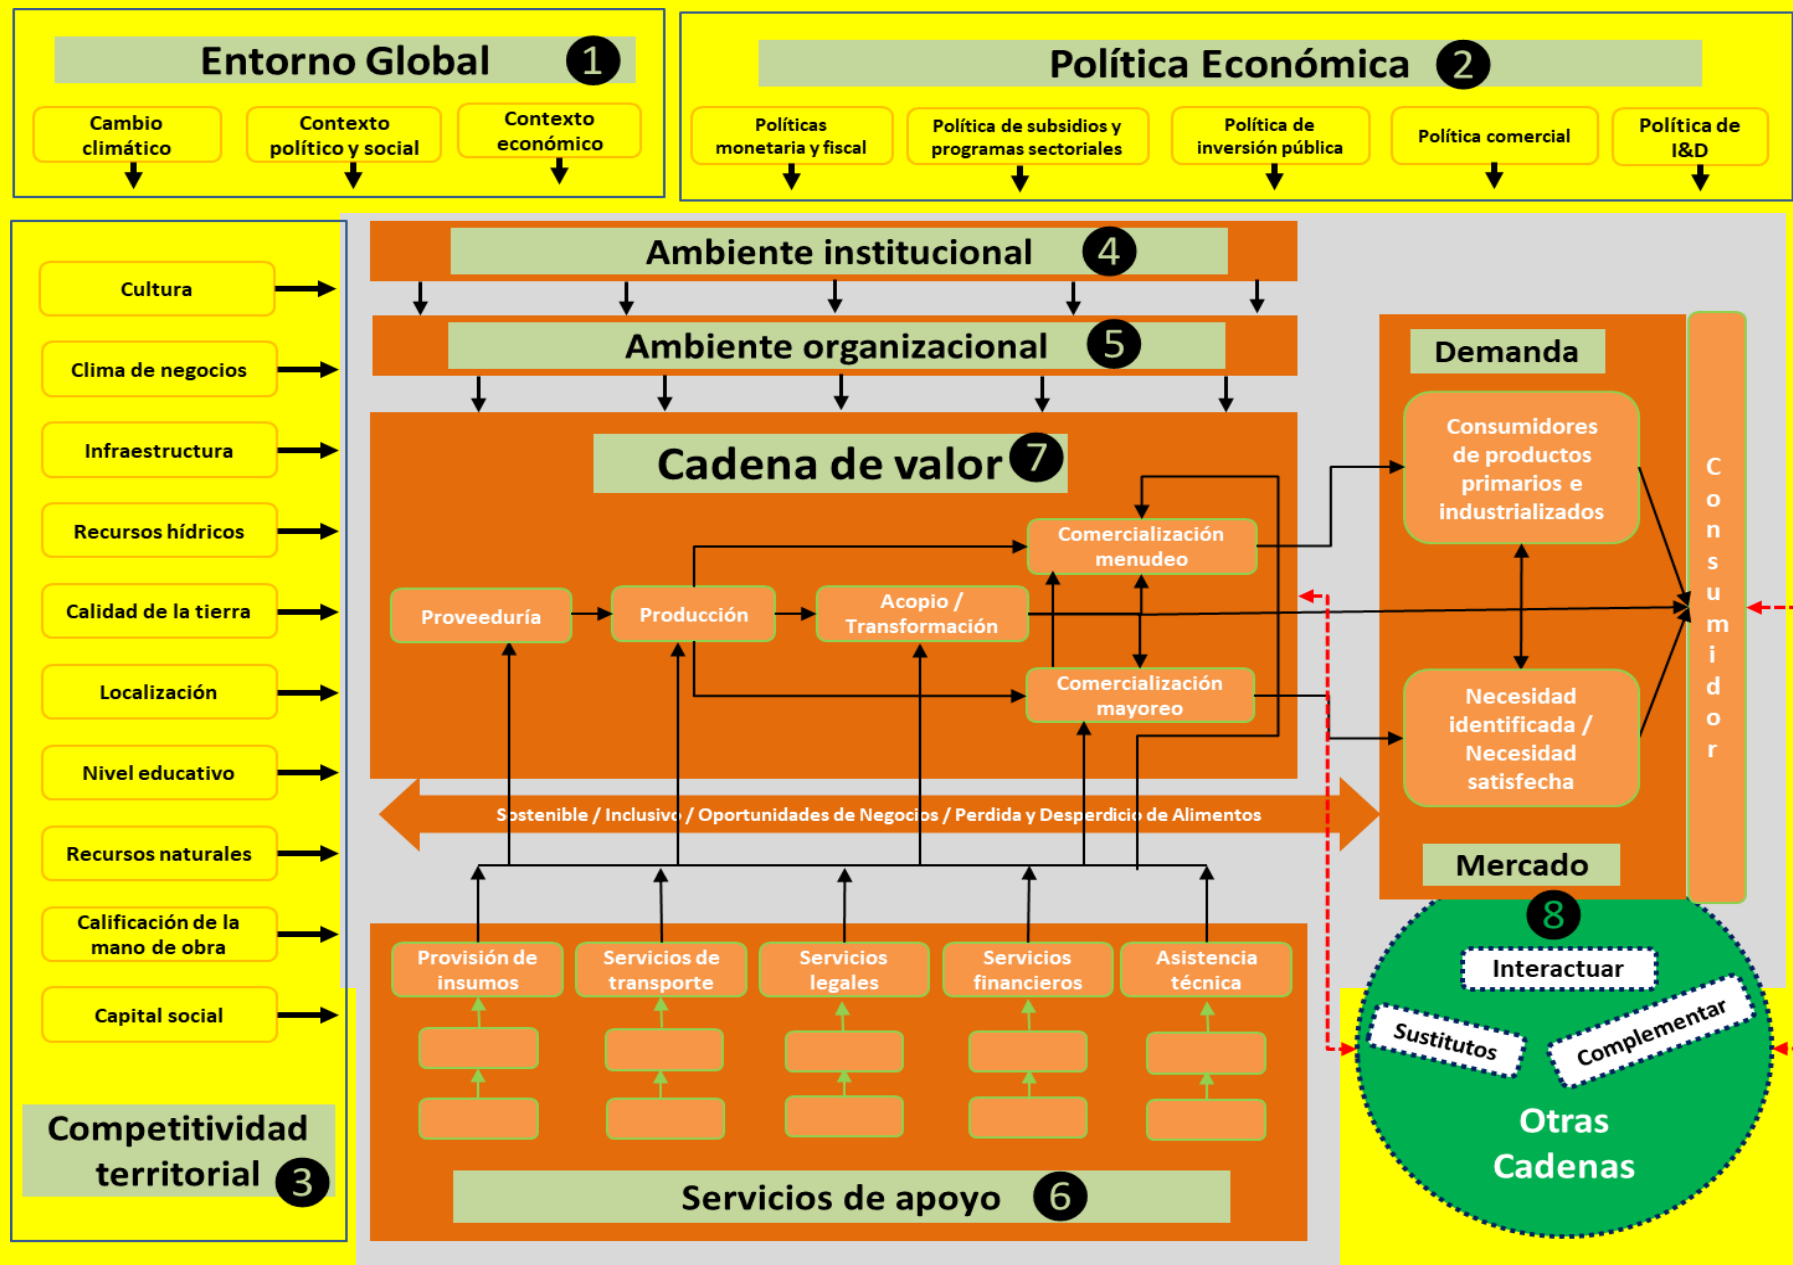 Entorno Global 1
Cambio
climático
Contexto
político y social
Contexto
económico
Política Económica 2
Políticas
monetaria y fiscal
Política de subsidios y
programas sectoriales
Política de
inversión pública
Política comercial
Política de
I&D
Cultura
Clima de negocios
Infraestructura
Recursos hídricos
Calidad de la tierra
Localización
Nivel educativo
Recursos naturales
Calificación de la
mano de obra
Capital social
Competitividad
territorial 3
Ambiente institucional 4
Ambiente organizacional 5
Cadena de valor 7
Proveeduría
Producción
Acopio /
Transformación
Comercialización
menudeo
Comercialización
mayoreo
Sostenible / Inclusivo / Oportunidades de Negocios / Perdida y Desperdicio de Alimentos
Provisión de
insumos
Servicios de
transporte
Servicios
legales
Servicios
financieros
Asistencia
técnica
Servicios de apoyo 6
Demanda
Consumidores
de productos
primarios e
industrializados
Necesidad
identificada /
Necesidad
satisfecha
Mercado
8
Consumidor
Interactuar
Sustitutos
Complementar
Otras
Cadenas